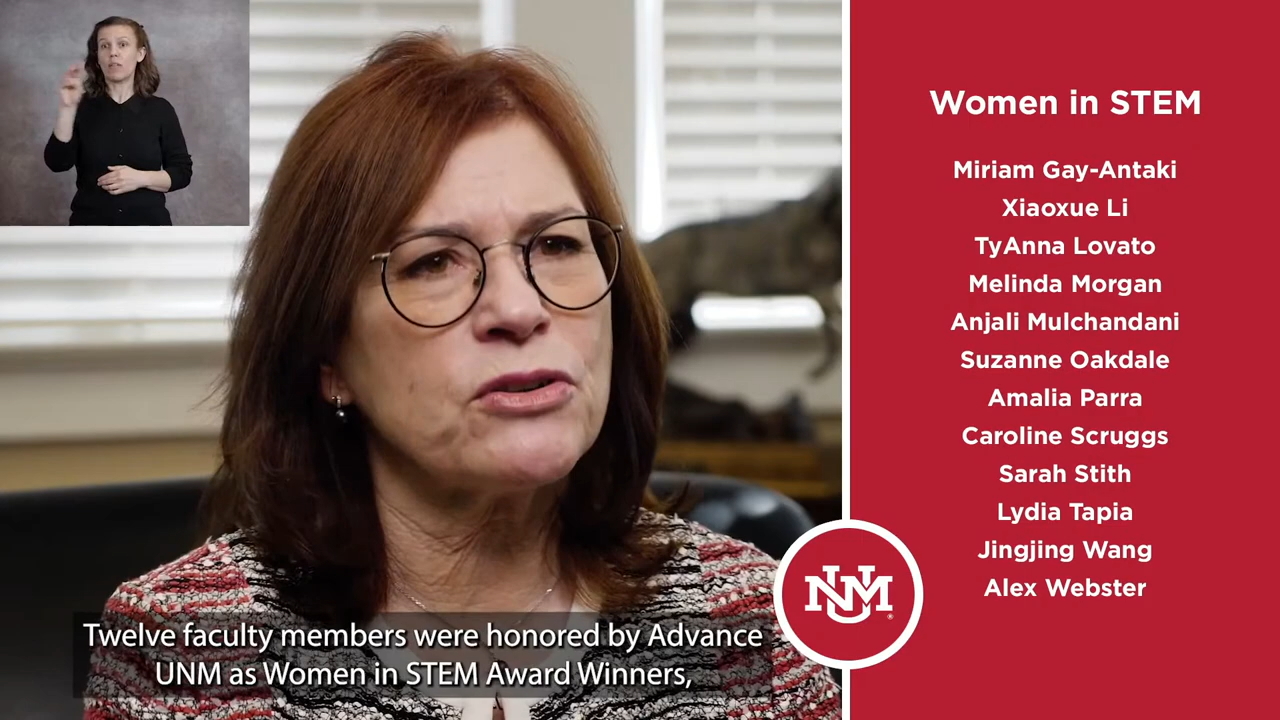 Women in STEM
Miriam Gay-Antaki
Xiaoxue Li
TyAnna Lovato
Melinda Morgan
Anjali Mulchandani
Suzanne Oakdale
Amalia Parra
Caroline Scruggs
Sarah Stith
Lydia Tapia
Jingjing Wang
Alex Webster
UNM
®
Twelve faculty members were honored by Advance
UNM as Women in STEM Award Winners,